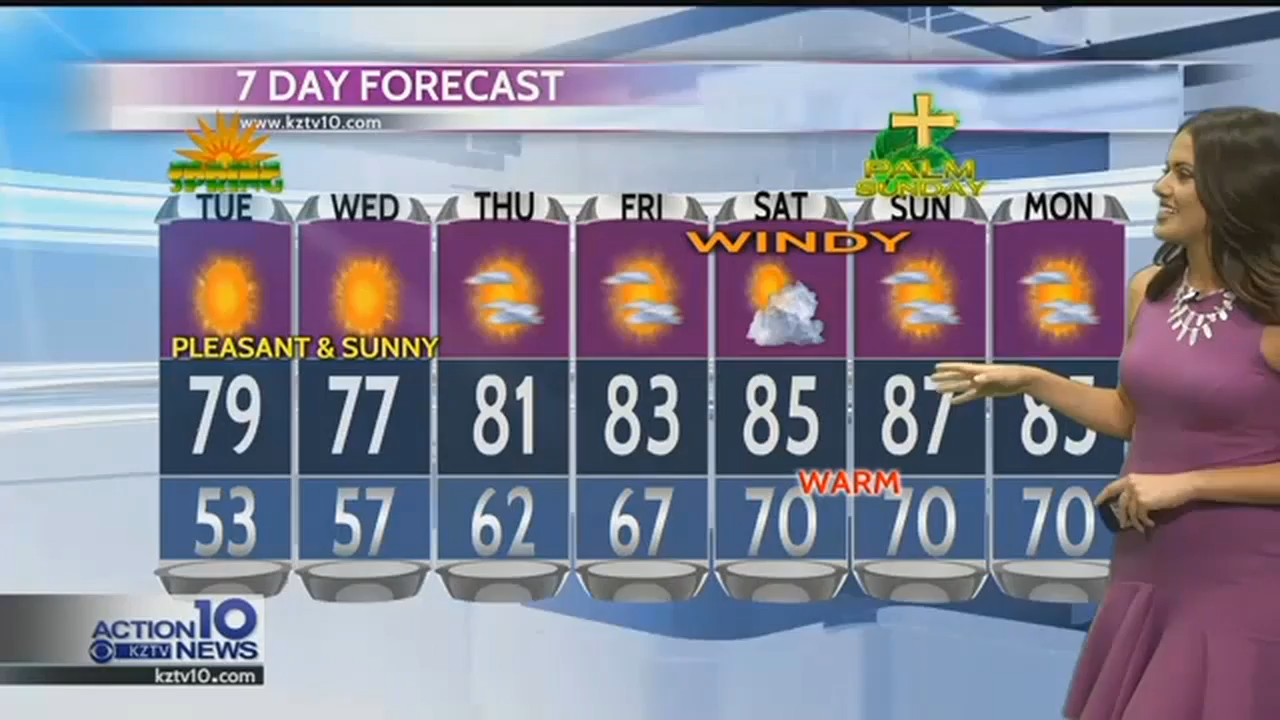 7 DAY FORECAST
www.kztv10.com
SPRING
PALM
SUNDAY
TUE WED THU FRI SAT SUN MON
WINDY
PLEASANT & SUNNY
79 77 81 83 85 87 85
WARM
53 57 62 67 70 70 70
ACTION 10
KZTV NEWS
kztv10.com